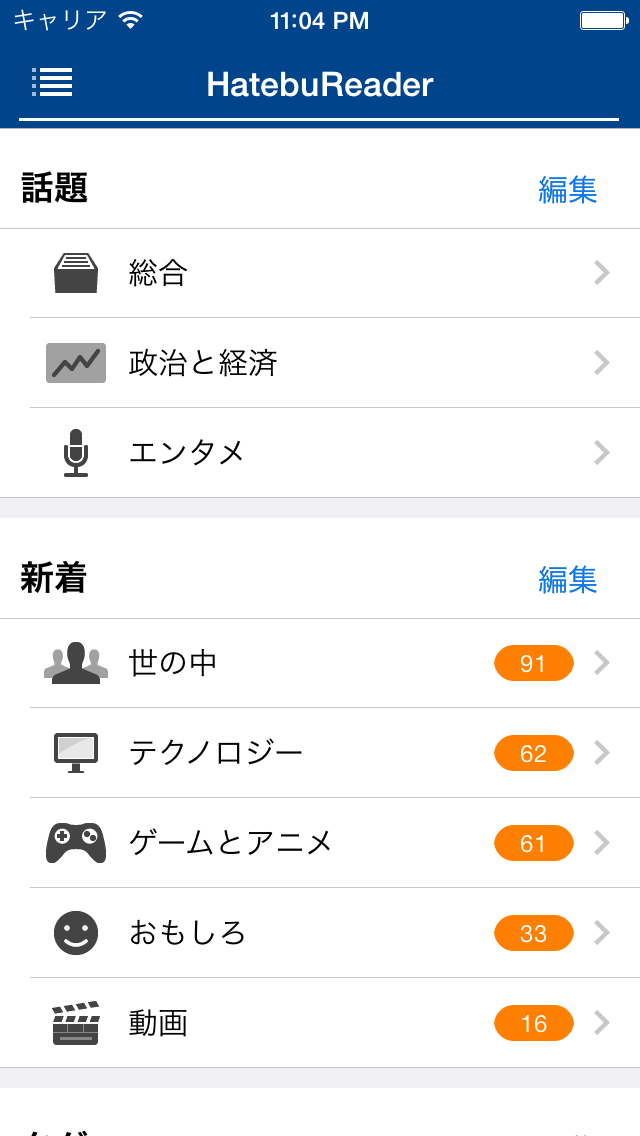 キャリア 11:04 PM
HatebuReader
話題 編集
総合
政治と経済
エンタメ
新着 編集
世の中 91
テクノロジー 62
ゲームとアニメ 61
おもしろ 33
動画 16